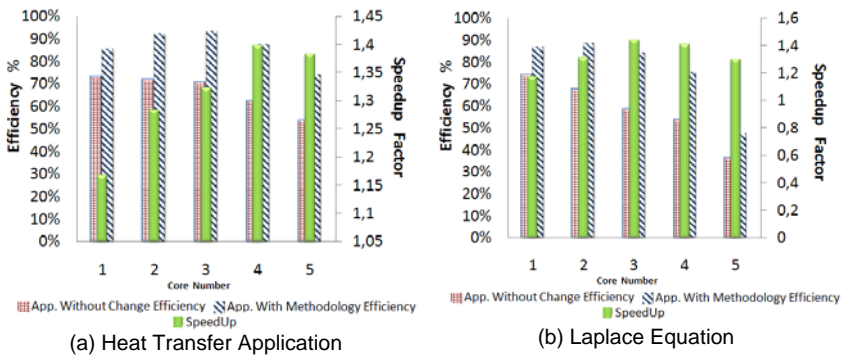 100%
90%
80%
70%
60%
50%
40%
30%
20%
10%
0%
Efficiency %
1,45
1,4
1,35
1,3
1,25
1,2
1,15
1,1
1,05
Speedup Factor
1 2 3 4 5
Core Number
App. Without Change Efficiency App. With Methodology Efficiency
SpeedUp
(a) Heat Transfer Application
100%
90%
80%
70%
60%
50%
40%
30%
20%
10%
0%
Efficiency %
1,6
1,4
1,2
1
0,8
0,6
0,4
0,2
0
Speedup Factor
1 2 3 4 5
Core Number
App. Without Change Efficiency App. With Methodology Efficiency
SpeedUp
(b) Laplace Equation